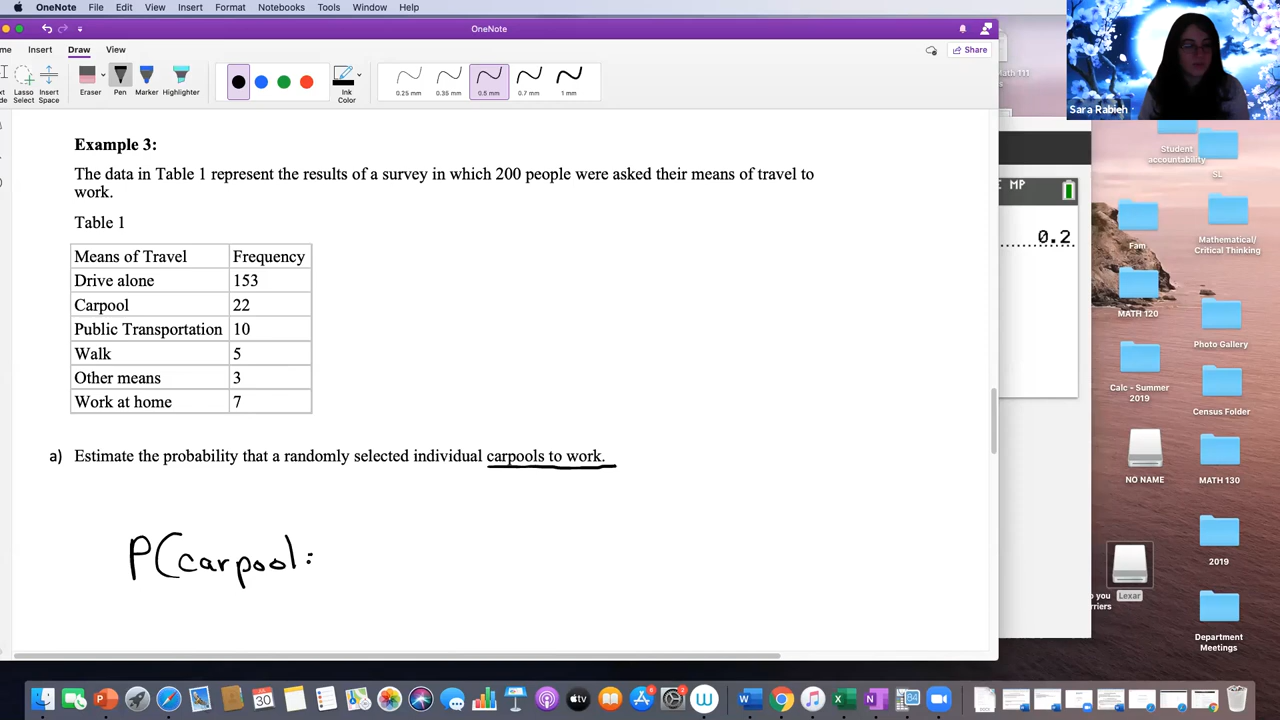 OneNote File Edit View Insert Format Notebooks Tools Window Help
OneNote
Insert Draw View
Share
Eraser Pen Marker Highlighter
Lasso Select
Insert Space
Ink Color
0.25 mm 0.35 mm 0.5 mm 0.7 mm 1 mm
Sara Rabieh
Example 3:
The data in Table 1 represent the results of a survey in which 200 people were asked their means of travel to
work.
Table 1
Means of Travel Frequency
Drive alone 153
Carpool 22
Public Transportation 10
Walk 5
Other means 3
Work at home 7
a) Estimate the probability that a randomly selected individual carpools to work.
P(carpool:
MP
0.2
Student accountability
SL
Fam
Mathematical/
Critical Thinking
MATH 120
Photo Gallery
Calc - Summer
2019
Census Folder
NO NAME
MATH 130
Lexar
2019
Department
Meetings